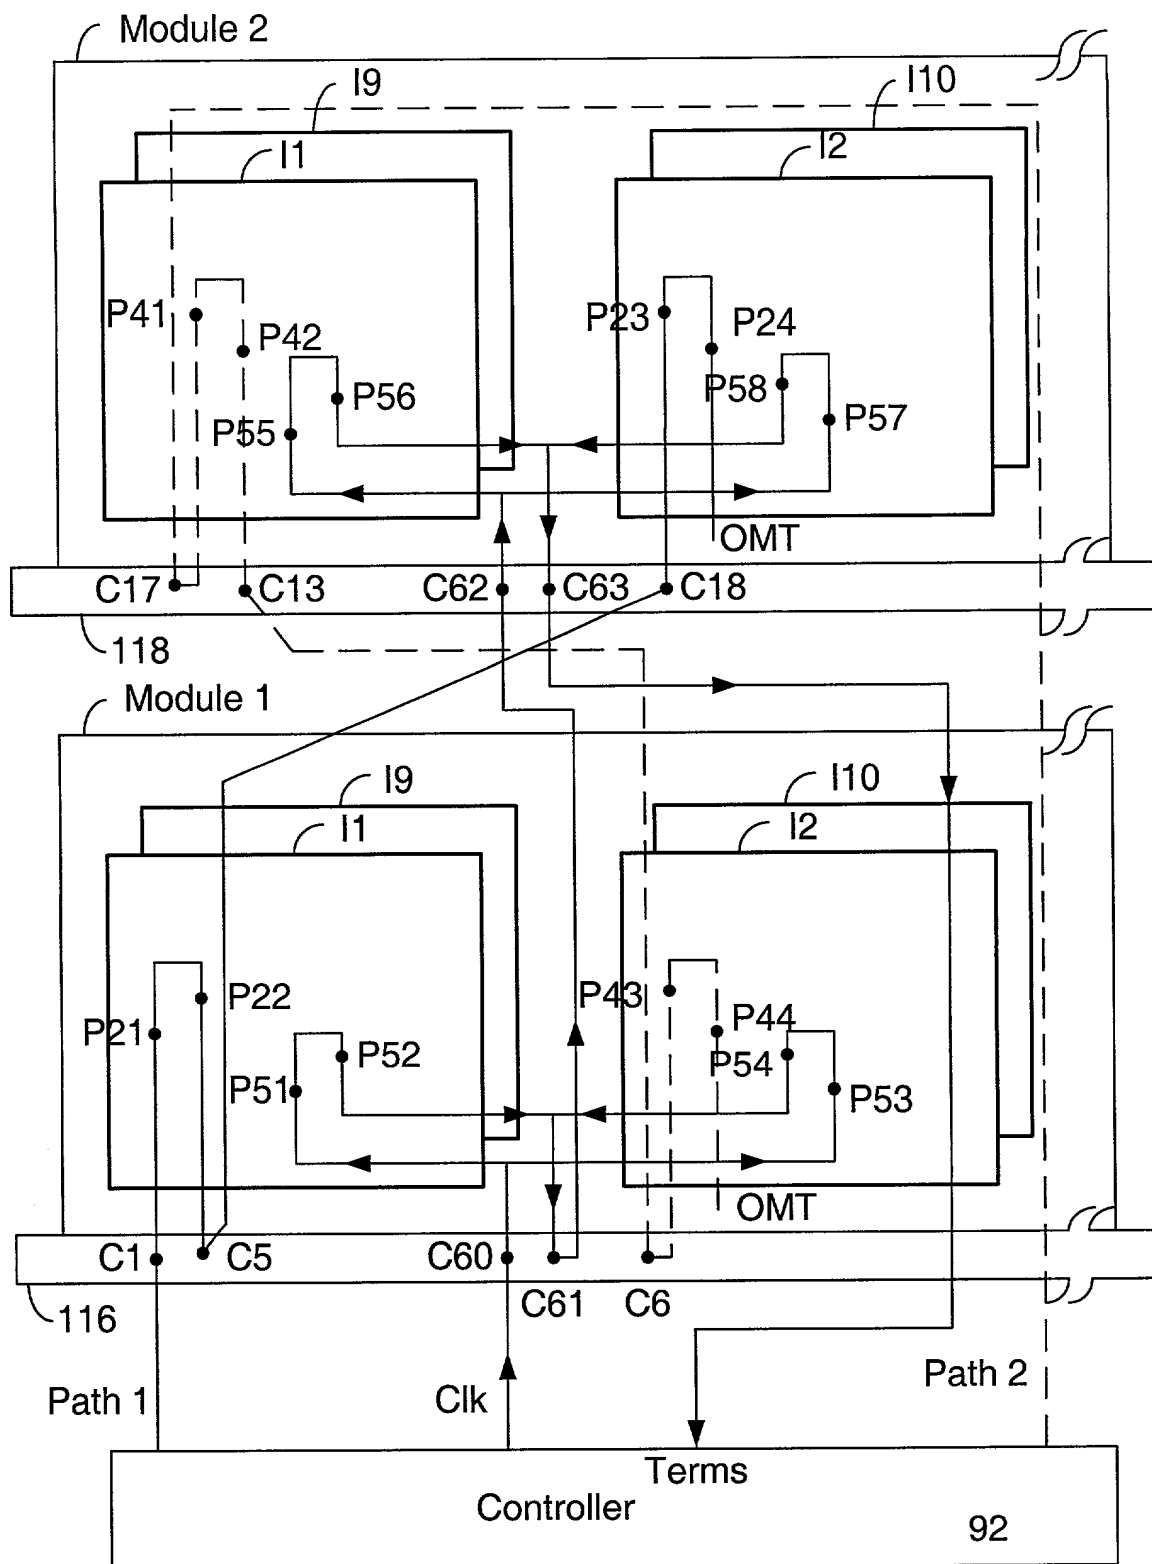 Module 2
I9
I10
I1
I2
P41
P42
P23
P24
P56
P58
P55
P57
OMT
C17
C13
C62
C63
C18
118
Module 1
I9
I10
I1
I2
P22
P43
P21
P44
P52
P54
P51
P53
OMT
C1
C5
C60
C61
C6
116
Path 1
Clk
Path 2
Terms
Controller
92